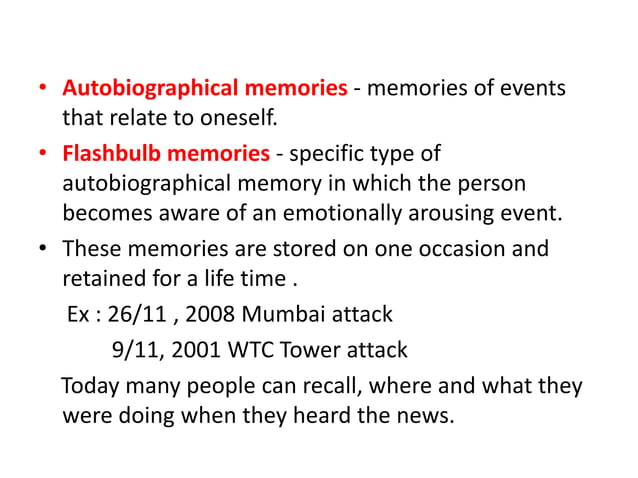 • Autobiographical memories - memories of events
that relate to oneself.
• Flashbulb memories - specific type of
autobiographical memory in which the person
becomes aware of an emotionally arousing event.
• These memories are stored on one occasion and
retained for a life time .
Ex : 26/11 , 2008 Mumbai attack
9/11, 2001 WTC Tower attack
Today many people can recall, where and what they
were doing when they heard the news.